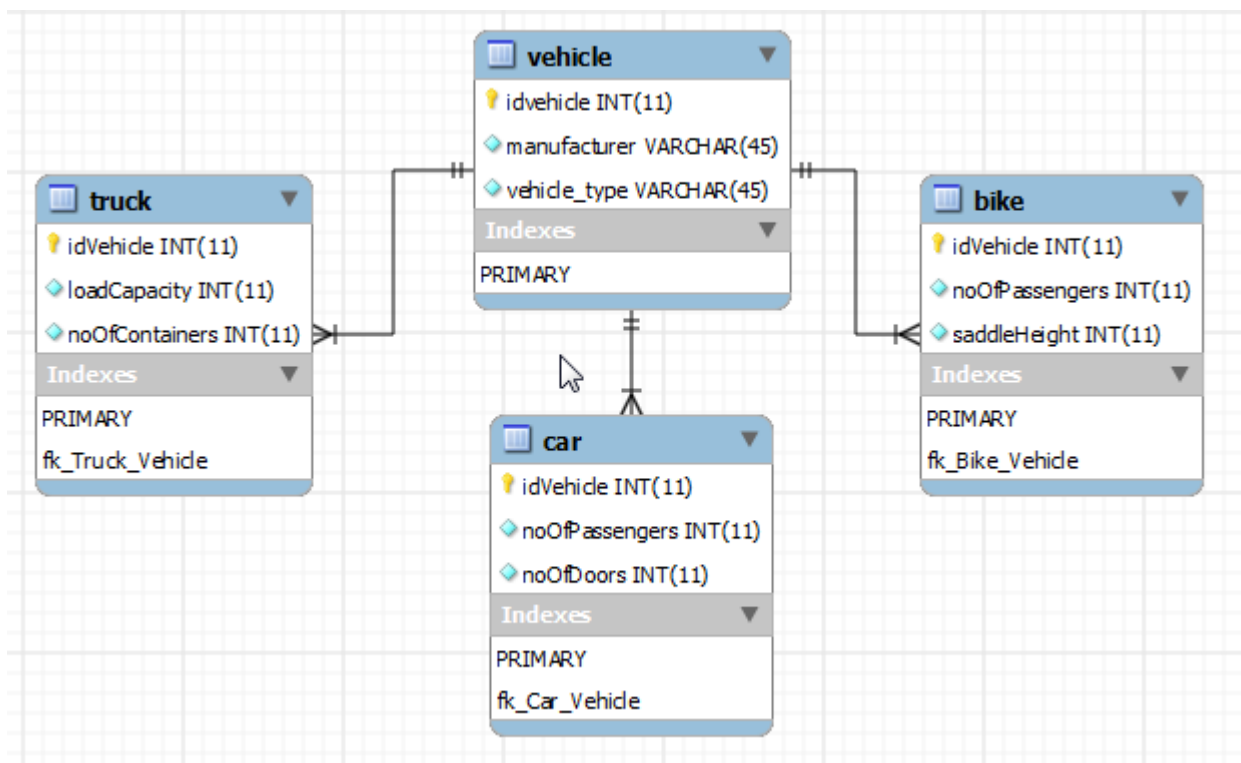 vehicle
idvehicle INT(11)
manufacturer VARCHAR(45)
vehicle_type VARCHAR(45)
Indexes
PRIMARY
truck
idVehicle INT(11)
loadCapacity INT(11)
noOfContainers INT(11)
Indexes
PRIMARY
fk_Truck_Vehicle
bike
idVehicle INT(11)
noOfPassengers INT(11)
saddleHeight INT(11)
Indexes
PRIMARY
fk_Bike_Vehicle
car
idVehicle INT(11)
noOfPassengers INT(11)
noOfDoors INT(11)
Indexes
PRIMARY
fk_Car_Vehicle